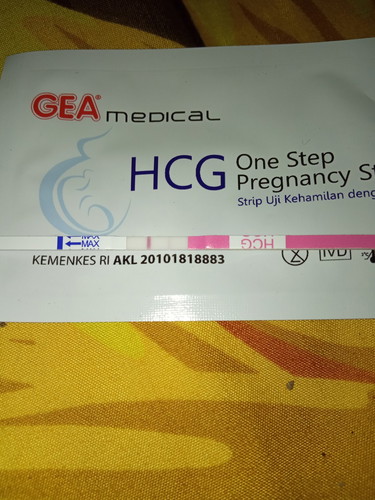 GEA® MEDICAL
HCG One Step
Pregnancy St
Strip Uji Kehamilan deng
MAX
MAX
HCG
HCG
KEMENKES RI AKL 20101818883
IVD